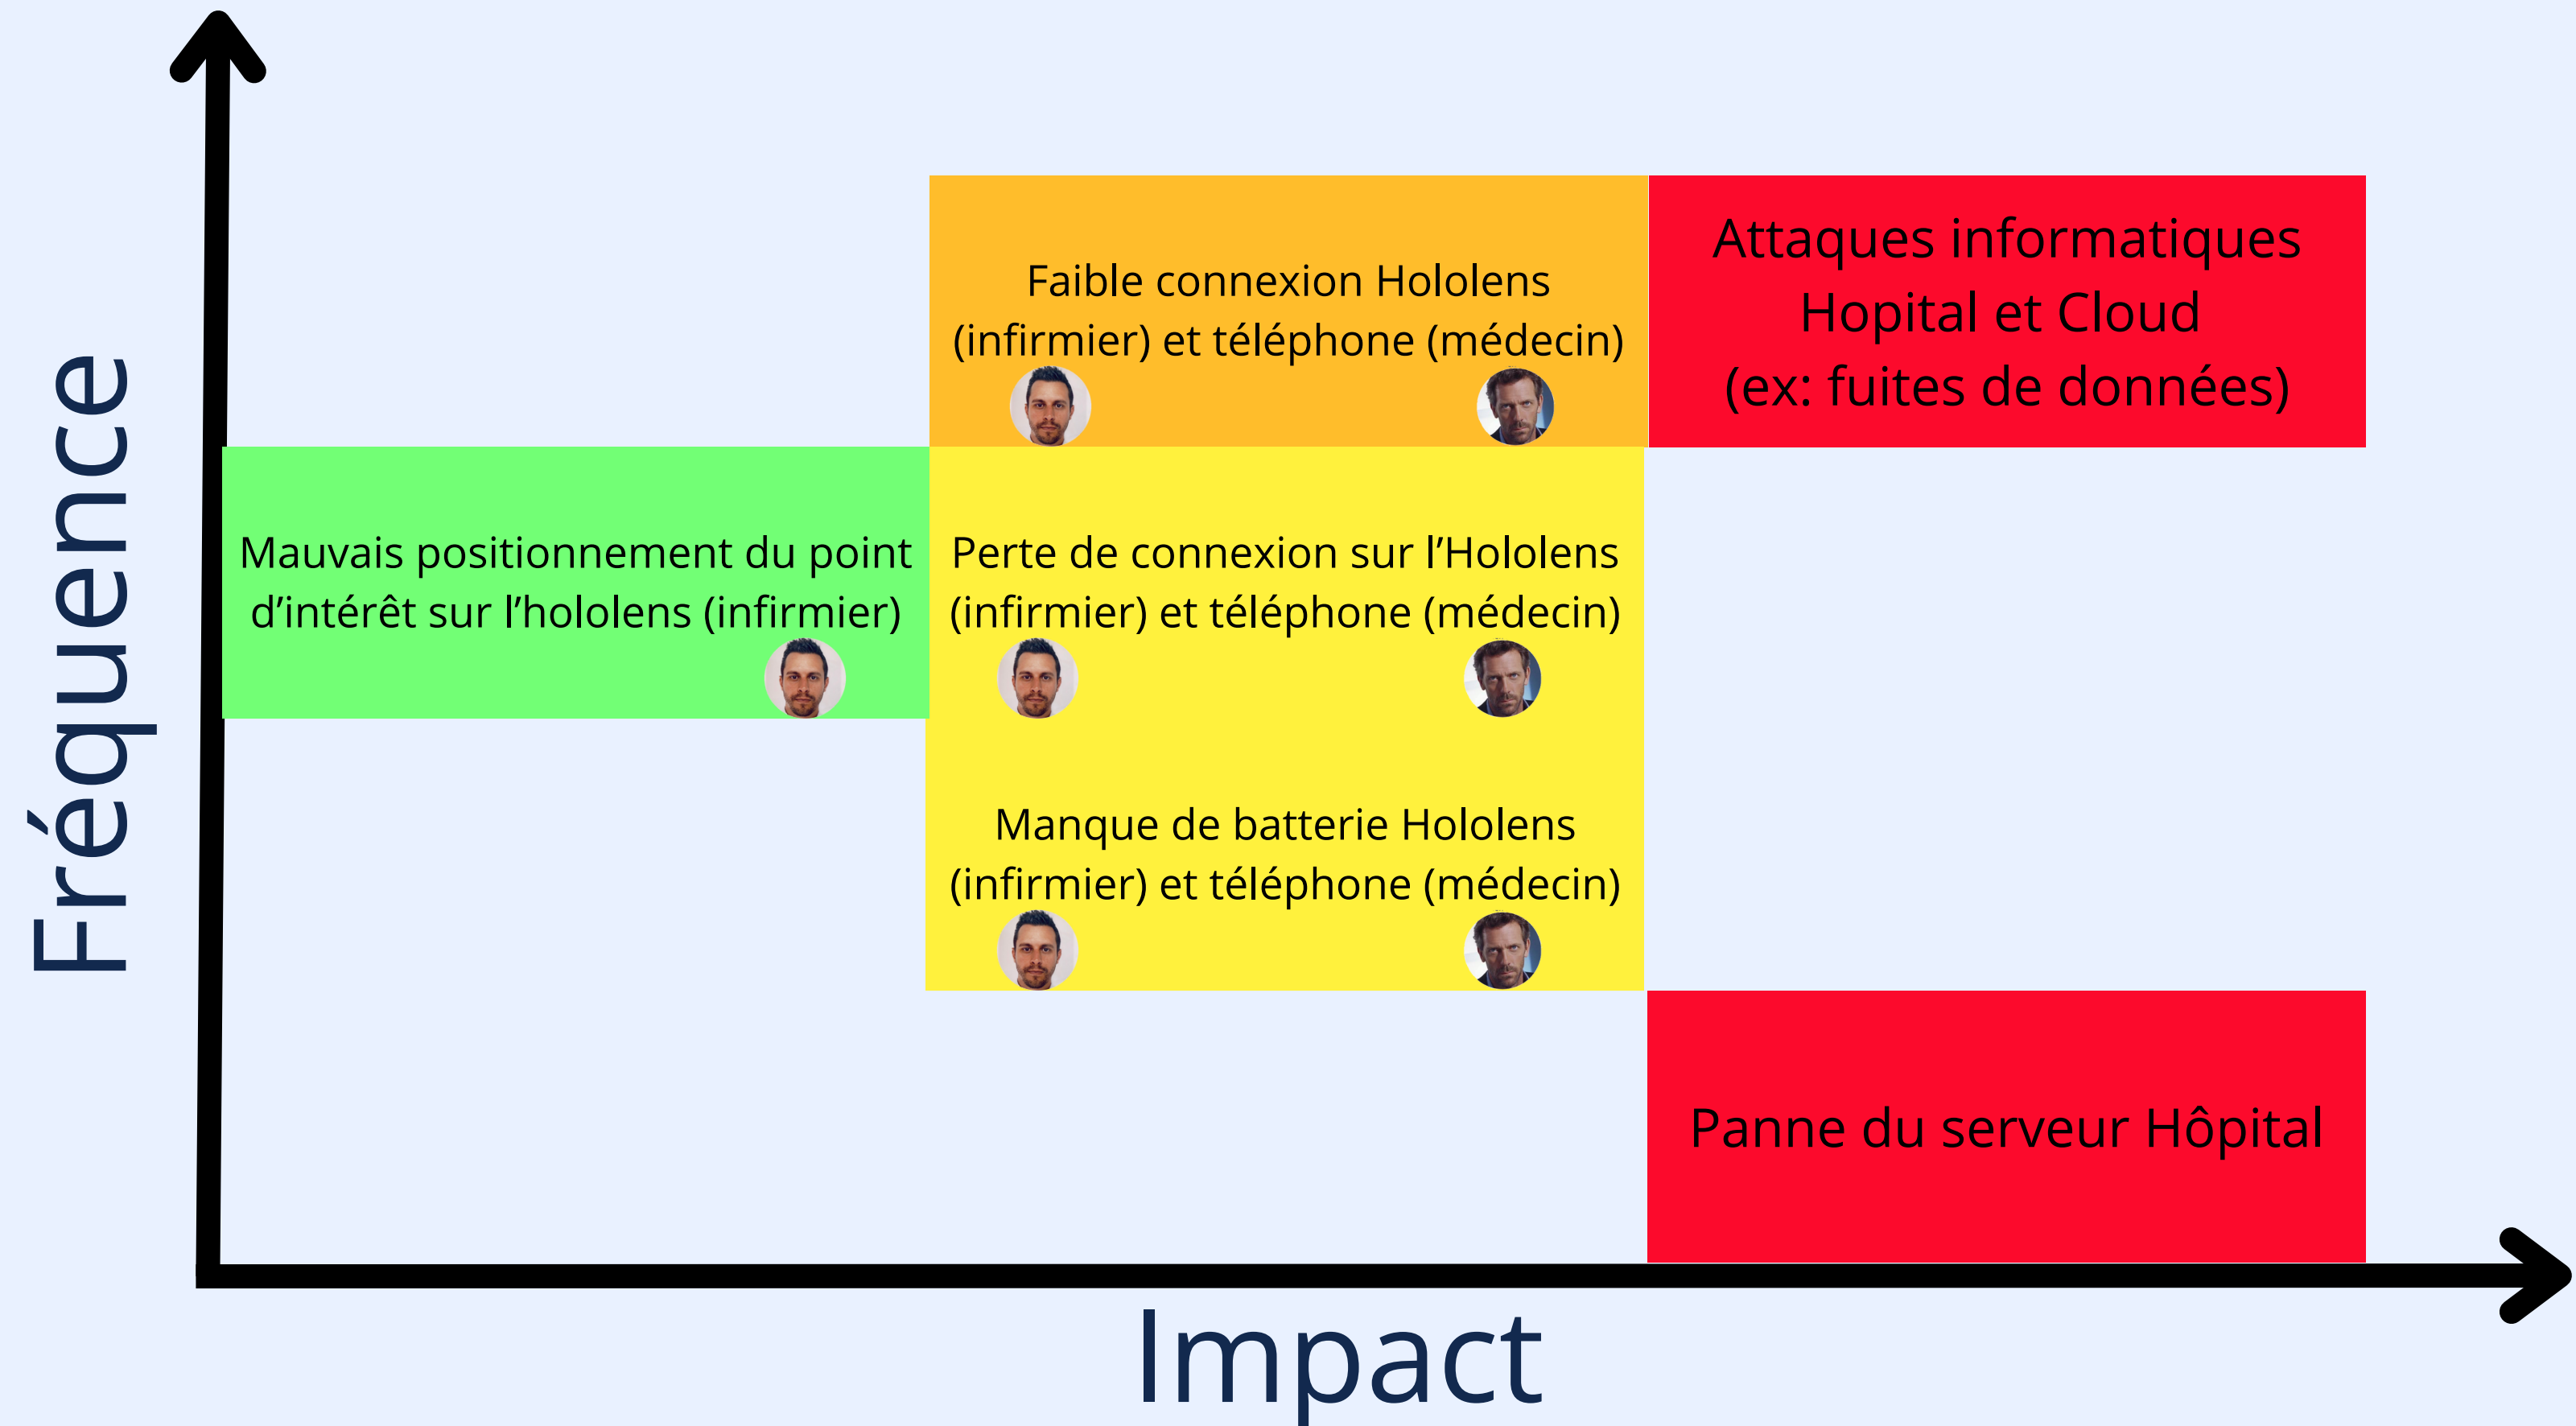 Fréquence
Faible connexion Hololens
(infirmier) et téléphone (médecin)
Attaques informatiques
Hopital et Cloud
(ex: fuites de données)
Mauvais positionnement du point
d’intérêt sur l’hololens (infirmier)
Perte de connexion sur l’Hololens
(infirmier) et téléphone (médecin)
Manque de batterie Hololens
(infirmier) et téléphone (médecin)
Panne du serveur Hôpital
Impact